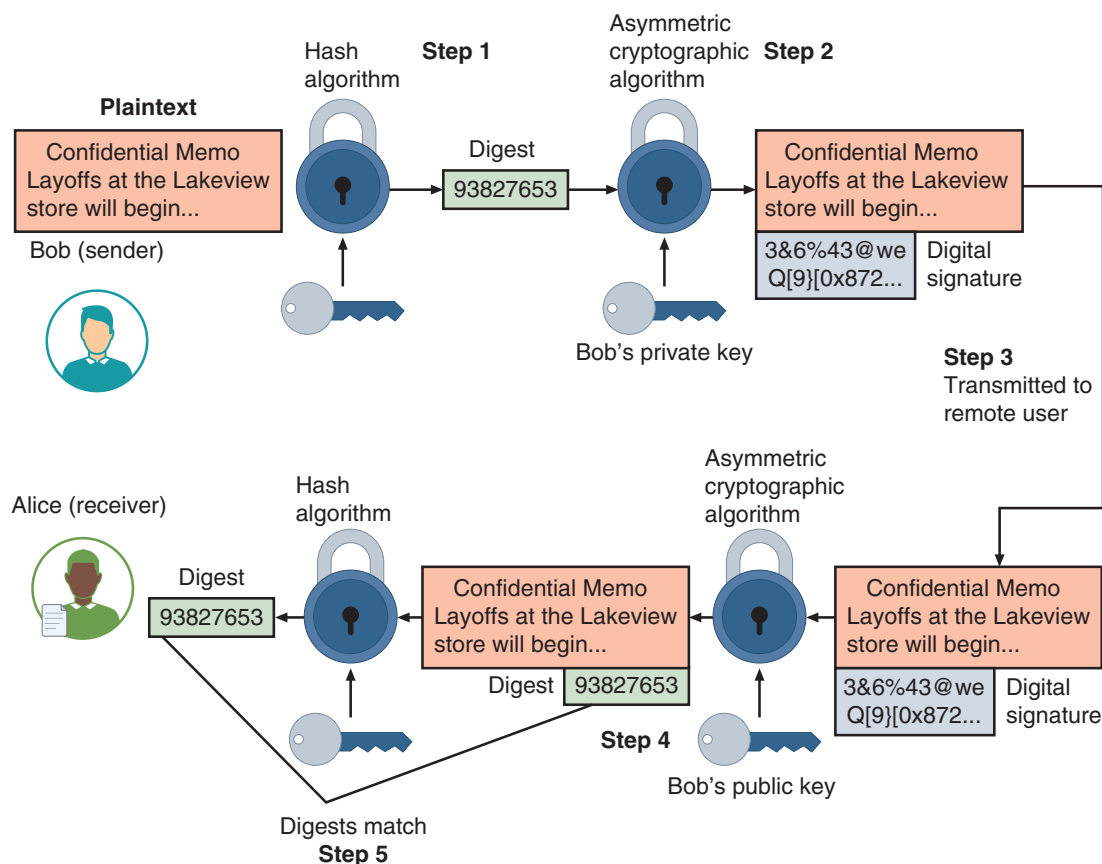 Hash
algorithm
Step 1
Asymmetric
cryptographic
algorithm
Step 2
Plaintext
Confidential Memo
Layoffs at the Lakeview
store will begin...
Bob (sender)
Digest
93827653
Confidential Memo
Layoffs at the Lakeview
store will begin...
3&6%43@we
Q[9}[0x872...
Digital
signature
Bob's private key
Step 3
Transmitted to
remote user
Alice (receiver)
Hash
algorithm
Asymmetric
cryptographic
algorithm
Digest
93827653
Confidential Memo
Layoffs at the Lakeview
store will begin...
Digest
93827653
Confidential Memo
Layoffs at the Lakeview
store will begin...
3&6%43@we
Q[9}[0x872...
Digital
signature
Step 4
Bob's public key
Digests match
Step 5